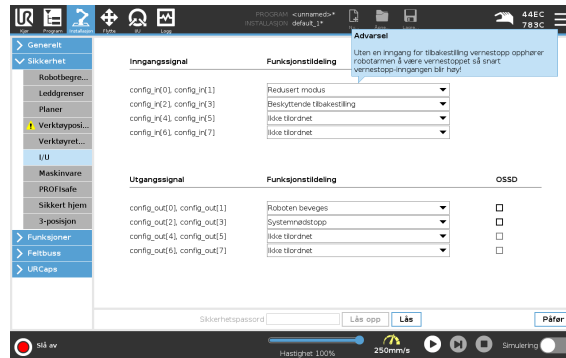 Kjør
Program
Installasjon
Flytte
I/U
Logg
PROGRAM <unnamed>*
INSTALLASJON default_1*
44EC
783C
Advarsel
Uten en inngang for tilbakestilling vernestopp opphører
robotarmen å være vernestoppet så snart
vernestopp-inngangen blir høy!
Generelt
Sikkerhet
Robotbegre...
Leddgrenser
Planer
Verktøyposi...
Verktøyret...
I/U
Maskinvare
PROFIsafe
Sikkert hjem
3-posisjon
Funksjoner
Feltbuss
URCaps
Inngangssignal
Funksjonstildeling
config_in[0], config_in[1]
Redusert modus
config_in[2], config_in[3]
Beskyttende tilbakestilling
config_in[4], config_in[5]
Ikke tilordnet
config_in[6], config_in[7]
Ikke tilordnet
Utgangssignal
Funksjonstildeling
OSSD
config_out[0], config_out[1]
Roboten beveges
config_out[2], config_out[3]
Systemnødstopp
config_out[4], config_out[5]
Ikke tilordnet
config_out[6], config_out[7]
Ikke tilordnet
Sikkerhetspassord
Lås opp
Lås
Påfør
Slå av
Hastighet 100%
250mm/s
Simulering